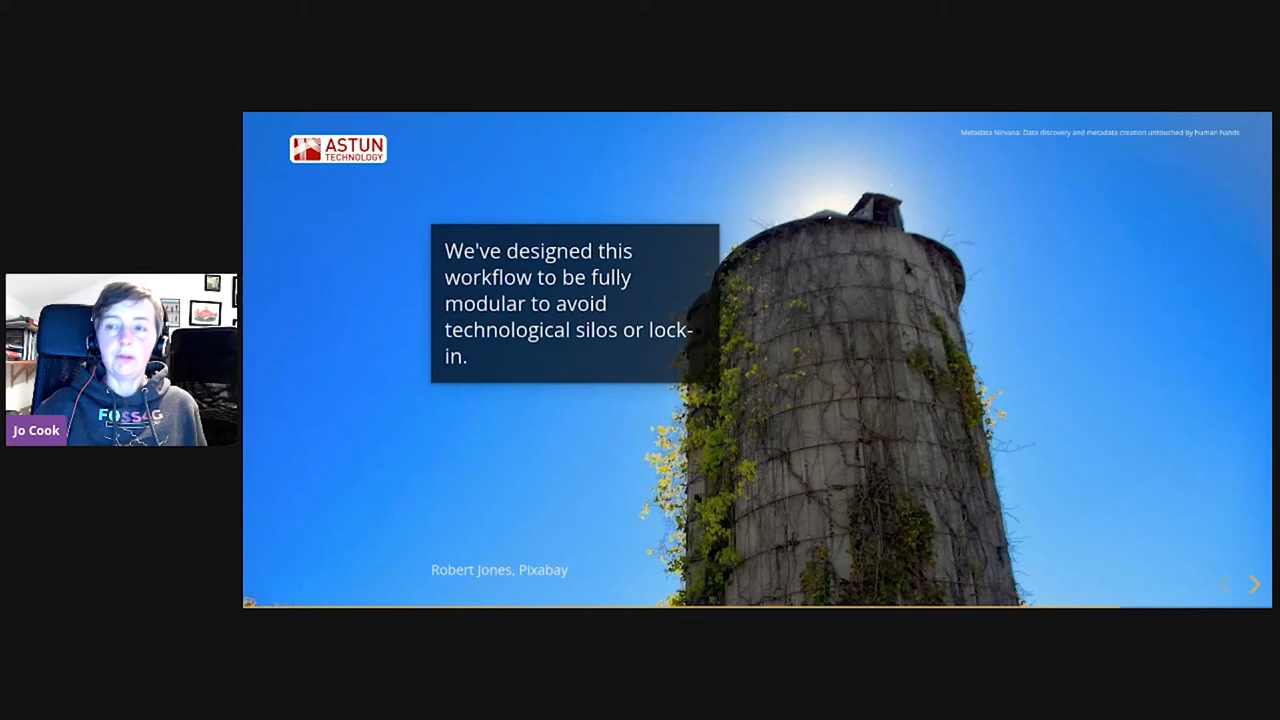 ASTUN
TECHNOLOGY
Metadata Nirvana: Data discovery and metadata creation untouched by human hands
We've designed this
workflow to be fully
modular to avoid
technological silos or lock-
in.
FOSS4G
Jo Cook
Robert Jones, Pixabay